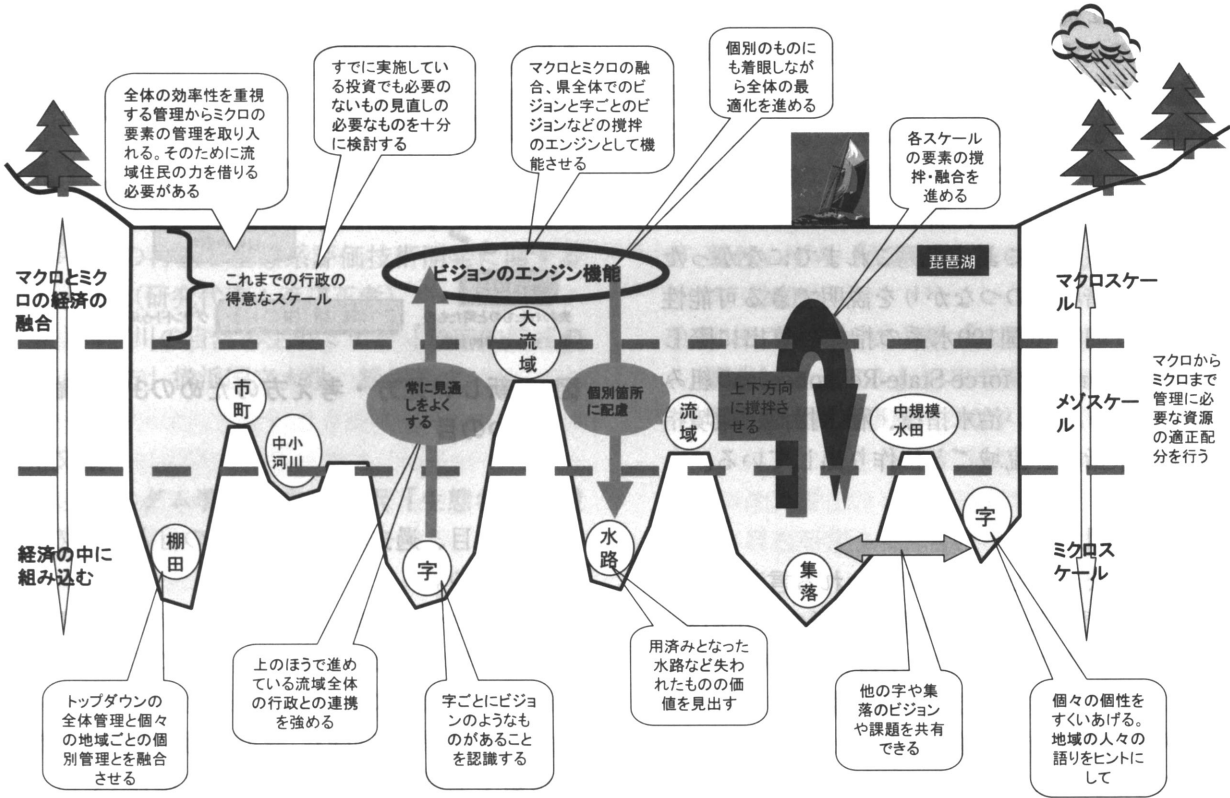 全体の効率性を重視
する管理からミクロの
要素の管理を取り入
れる。そのために流
域住民の力を借りる
必要がある
すでに実施してい
る投資でも必要の
ないもの見直しの
必要なものを十分
に検討する
マクロとミクロの融
合、県全体でのビ
ジョンと字ごとのビ
ジョンなどの撹拌
のエンジンとして機
能させる
個別のものに
も着眼しなが
ら全体の最
適化を進める
各スケール
の要素の撹
拌・融合を
進める
マクロとミク
ロの経済の
融合
これまでの行政の
得意なスケール
ビジョンのエンジン機能
琵琶湖
マクロスケー
ル
大
流
域
市
町
中小
河川
常に見通
しをよく
する
個別箇所
に配慮
流
域
上下方向
に撹拌さ
せる
中規模
水田
メゾスケー
ル
マクロから
ミクロまで
管理に必
要な資源
の適正配
分を行う
経済の中に
組み込む
棚
田
字
水
路
集
落
字
ミクロス
ケール
トップダウンの
全体管理と個々
の地域ごとの個
別管理とを融合
させる
上のほうで進め
ている流域全体
の行政との連携
を強める
字ごとにビジョ
ンのようなも
のがあること
を認識する
用済みとなった
水路など失わ
れたものの価
値を見出す
他の字や集
落のビジョン
や課題を共有
できる
個々の個性を
すくいあげる。
地域の人々の
語りをヒントに
して